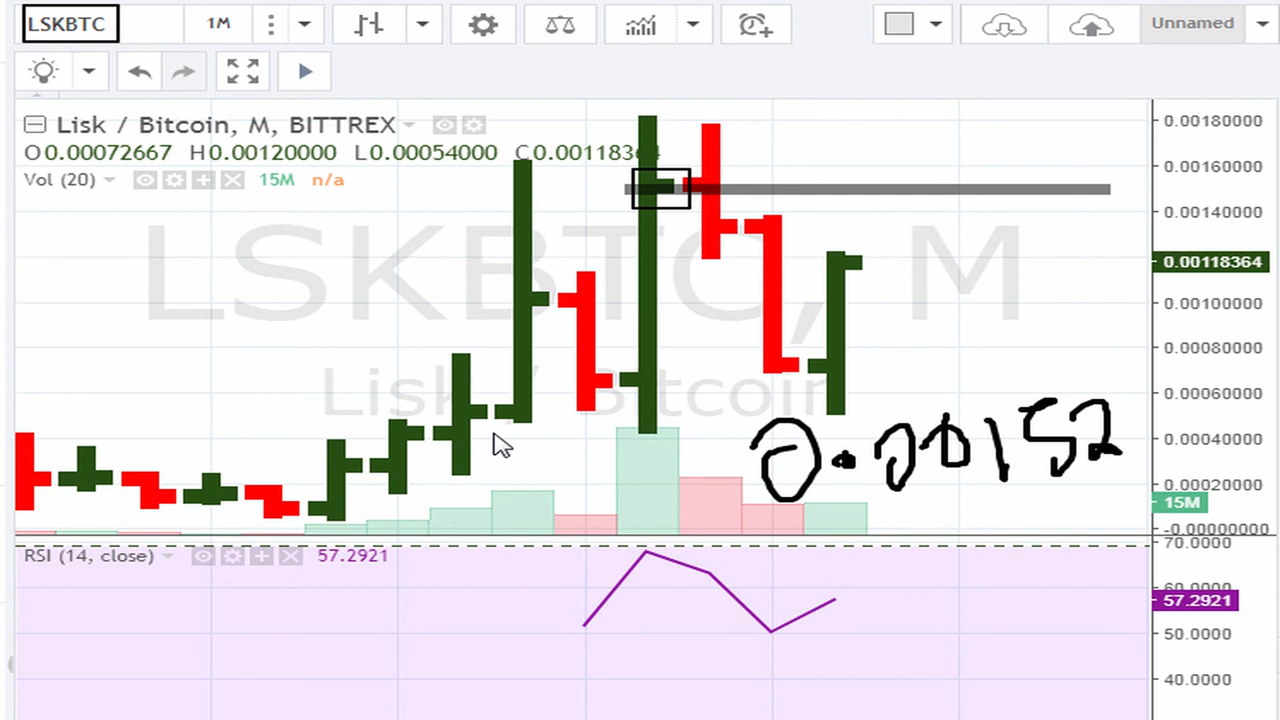 LSKBTC 1M Unnamed
Lisk / Bitcoin, M, BITTREX
O0.00072667 H0.00120000 L0.00054000 C0.00118364
Vol (20) 15M n/a
LSKBTC, M
Lisk / Bitcoin
0.00180000
0.00160000
0.00140000
0.00118364
0.00100000
0.00080000
0.00060000
0.00040000
0.00020000
15M
-0.00000000
0.00152
RSI (14, close) 57.2921
70.0000
60.0000
57.2921
50.0000
40.0000